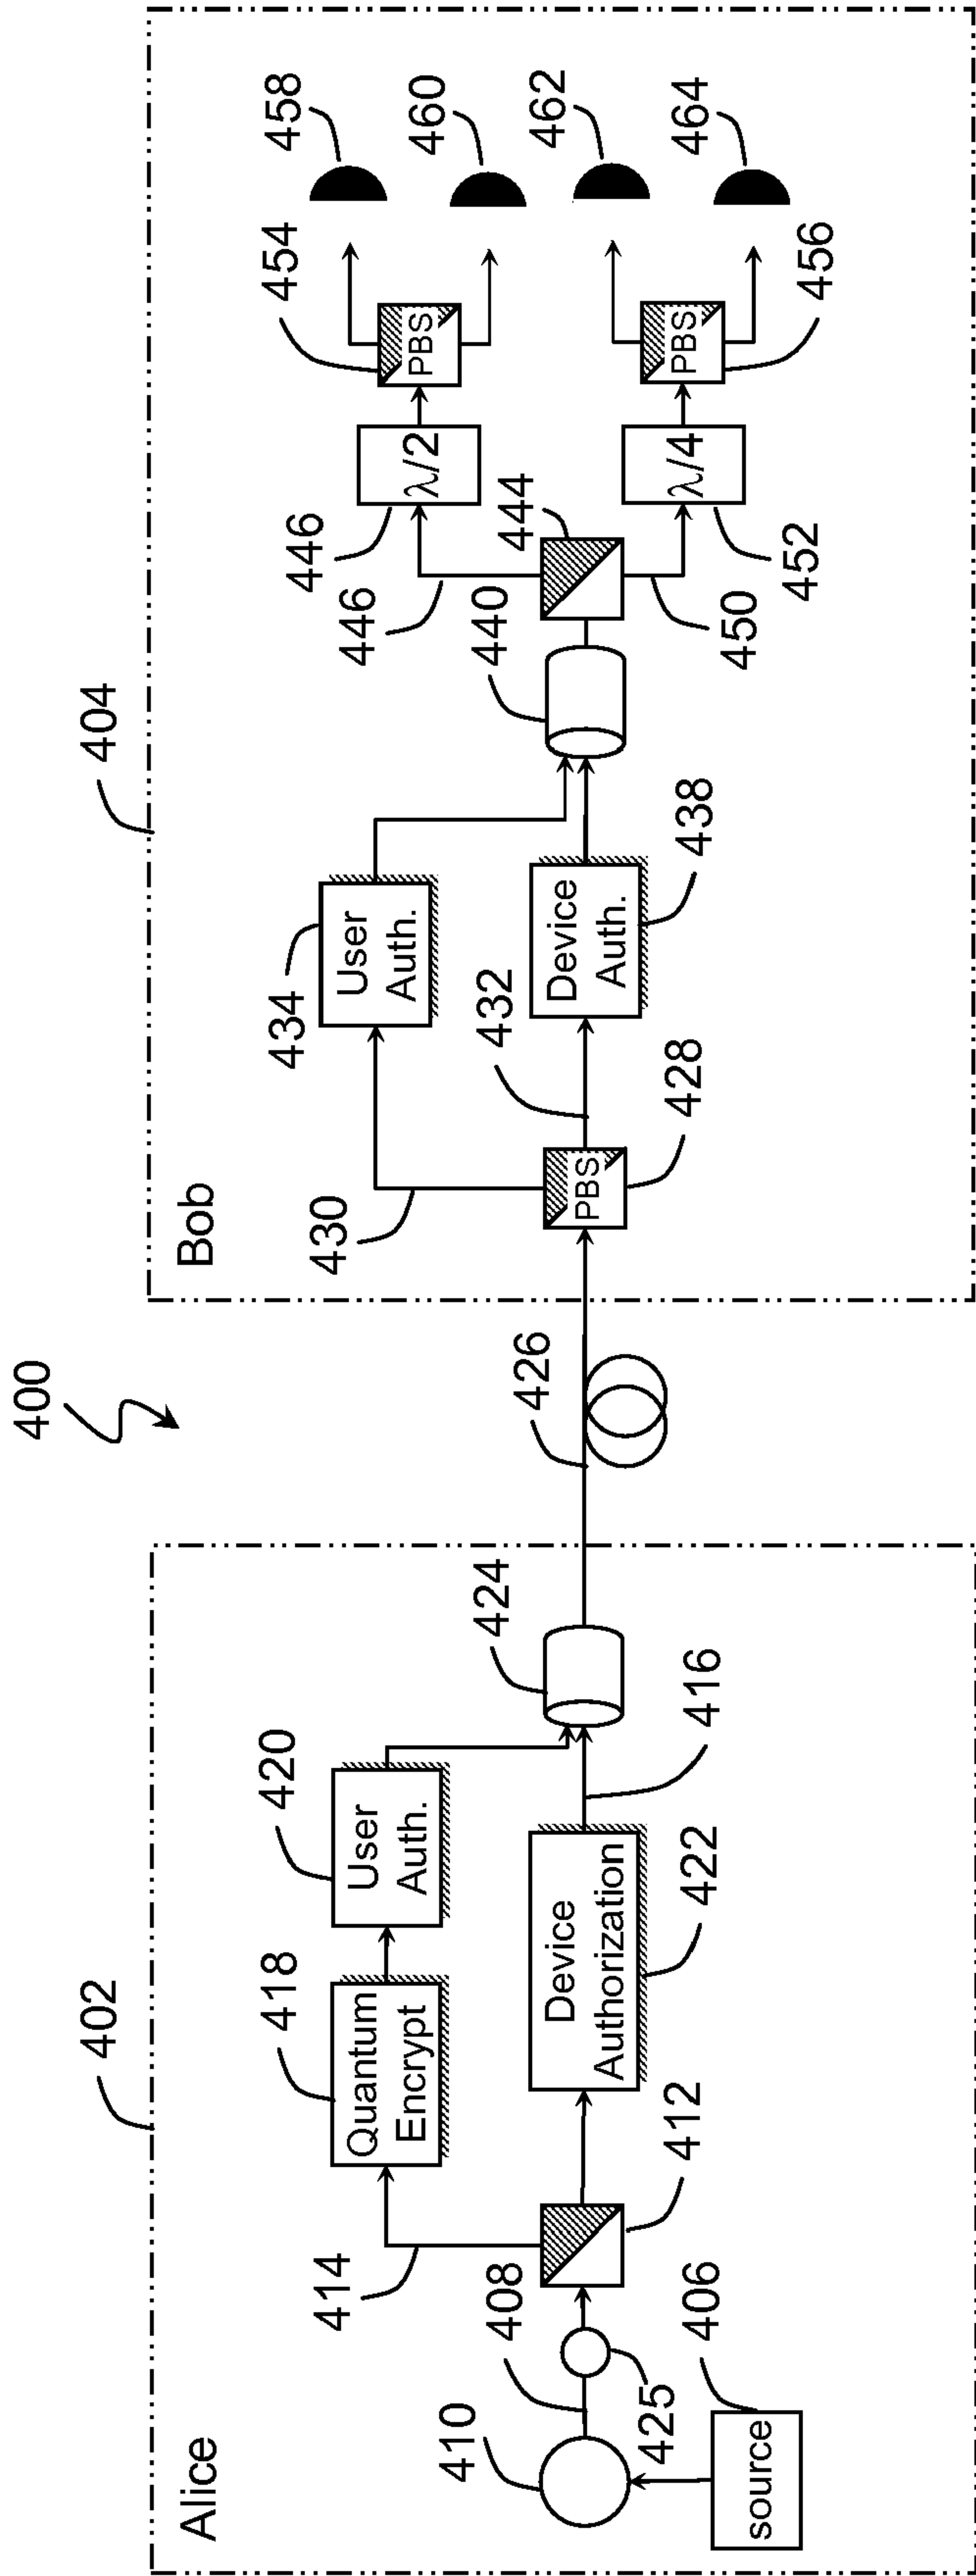 400
402
Alice
410
408
425
406
source
412
414
418
Quantum
Encrypt
420
User
Auth.
Device
Authorization
422
416
424
426
404
Bob
430
PBS
428
432
434
User
Auth.
Device
Auth.
438
440
444
446
446
λ/2
450
λ/4
452
454
PBS
PBS
456
458
460
462
464